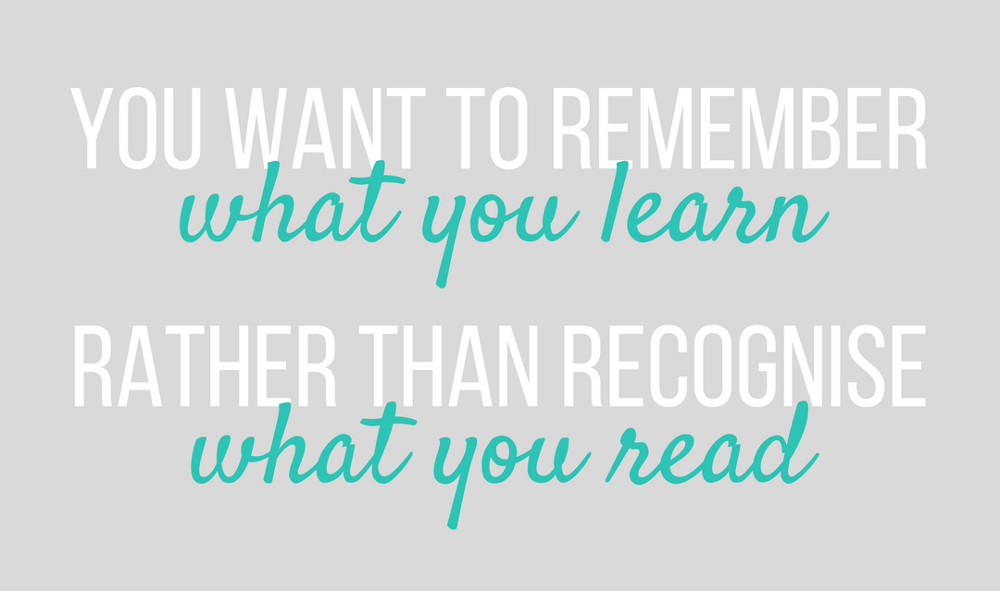 YOU WANT TO REMEMBER
what you learn
RATHER THAN RECOGNISE
what you read